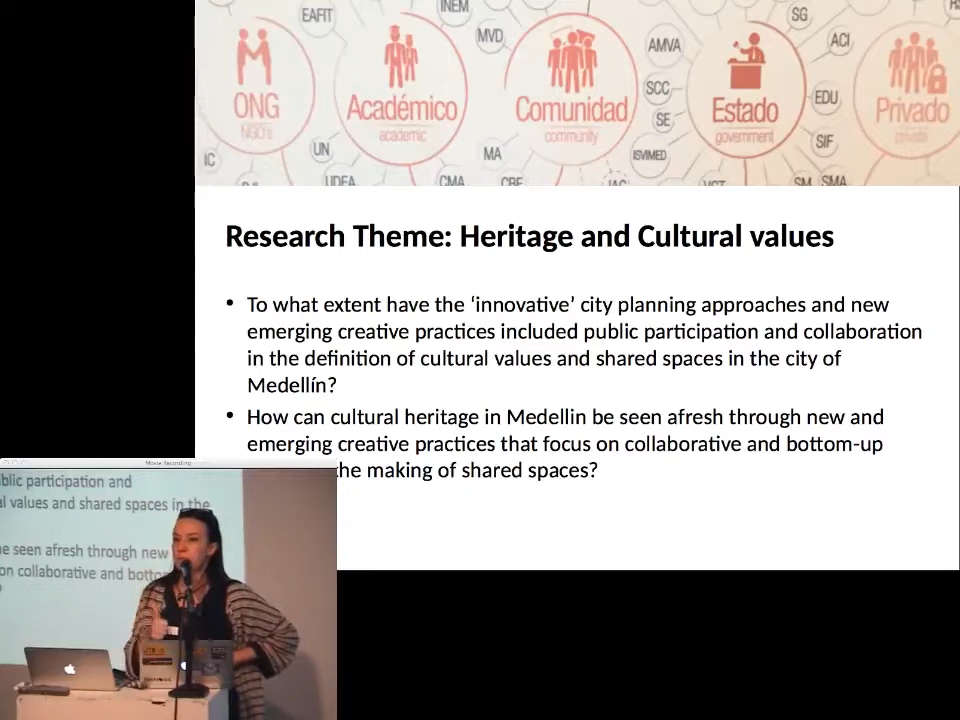 EAFIT
INEM
MVD
AMVA
SG
ACI
SCC
SE
EDU
ONG
NGO's
Académico
academic
Comunidad
community
Estado
government
Privado
private
IC
UN
MA
ISVIMED
SIF
UDEA
CMA
SM
SMA
Research Theme: Heritage and Cultural values
• To what extent have the ‘innovative’ city planning approaches and new
emerging creative practices included public participation and collaboration
in the definition of cultural values and shared spaces in the city of
Medellín?
• How can cultural heritage in Medellin be seen afresh through new and
emerging creative practices that focus on collaborative and bottom-up
the making of shared spaces?
Movie Recording
blic participation and
al values and shared spaces in the
e seen afresh through new
on collaborative and botto